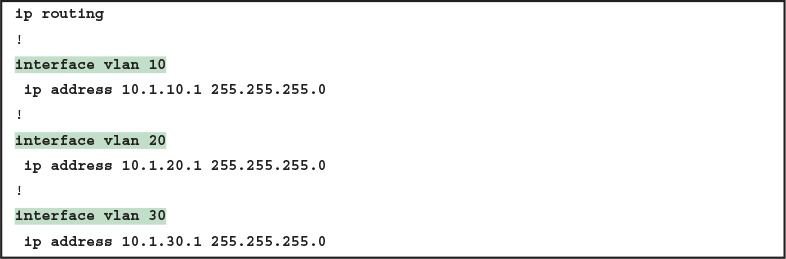 ip routing
!
interface vlan 10
 ip address 10.1.10.1 255.255.255.0
!
interface vlan 20
 ip address 10.1.20.1 255.255.255.0
!
interface vlan 30
 ip address 10.1.30.1 255.255.255.0